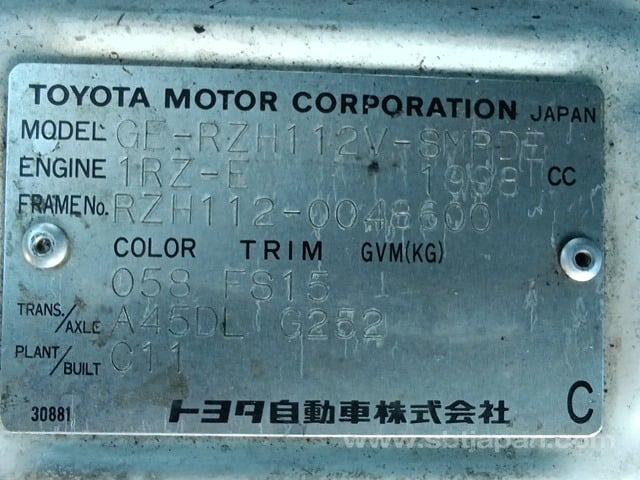 TOYOTA MOTOR CORPORATION JAPAN
MODEL GE-RZH112V-SMPDE
ENGINE 1RZ-E 1998 CC
FRAME No. RZH112-0048600
COLOR TRIM GVM(KG)
058 FS15
TRANS./AXLE A45DL G252
PLANT/BUILT C11
30881 トヨタ自動車株式会社 C
www.sbtjapan.com